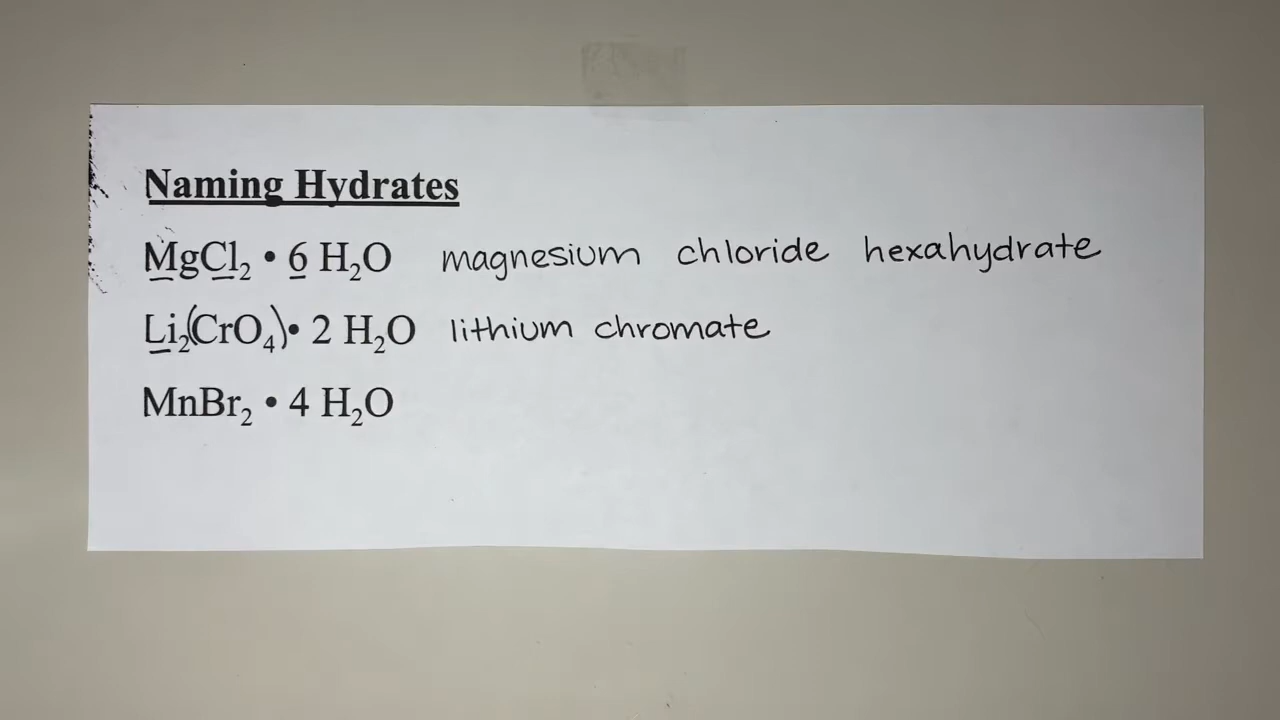 Naming Hydrates
MgCl₂ • 6 H₂O magnesium chloride hexahydrate
Li₂(CrO₄) • 2 H₂O lithium chromate
MnBr₂ • 4 H₂O